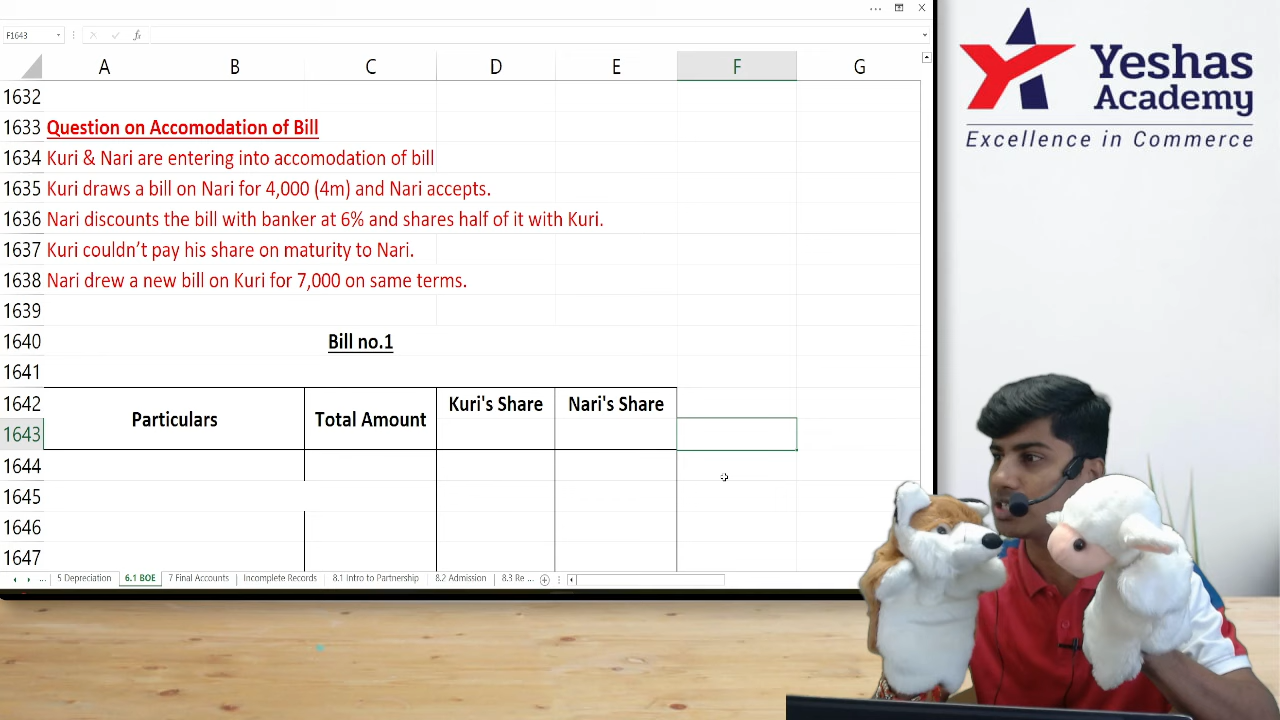 F1643
fx
A B C D E F G
1632
1633 Question on Accomodation of Bill
1634 Kuri & Nari are entering into accomodation of bill
1635 Kuri draws a bill on Nari for 4,000 (4m) and Nari accepts.
1636 Nari discounts the bill with banker at 6% and shares half of it with Kuri.
1637 Kuri couldn’t pay his share on maturity to Nari.
1638 Nari drew a new bill on Kuri for 7,000 on same terms.
1639
1640 Bill no.1
1641
1642 Kuri's Share Nari's Share
Particulars Total Amount
1643
1644
1645
1646
1647
... 5 Depreciation 6.1 BOE 7 Final Accounts Incomplete Records 8.1 Intro to Partnership 8.2 Admission 8.3 Re ...
Yeshas
Academy
Excellence in Commerce